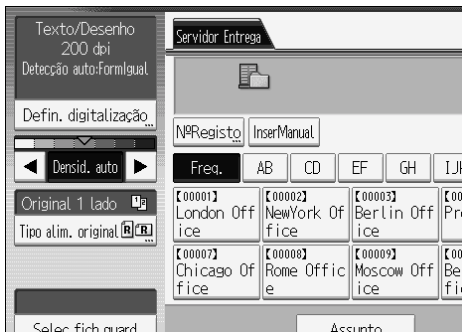 Texto/Desenho
200 dpi
Detecção auto:FormIgual
Defin. digitalização
Densid. auto
Original 1 lado
Tipo alim. original
Selec fich guard
Servidor Entrega
NºRegisto
InserManual
Freq.
AB
CD
EF
GH
【00001】
London Off
ice
【00002】
NewYork Of
fice
【00003】
Berlin Off
ice
【00007】
Chicago Of
fice
【00008】
Rome Offic
e
【00009】
Moscow Off
ice
Assunto